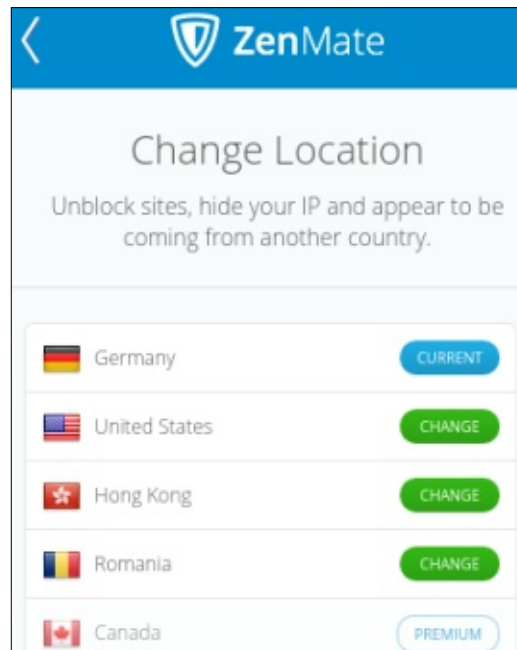 ZenMate
Change Location
Unblock sites, hide your IP and appear to be
coming from another country.
Germany CURRENT
United States CHANGE
Hong Kong CHANGE
Romania CHANGE
Canada PREMIUM